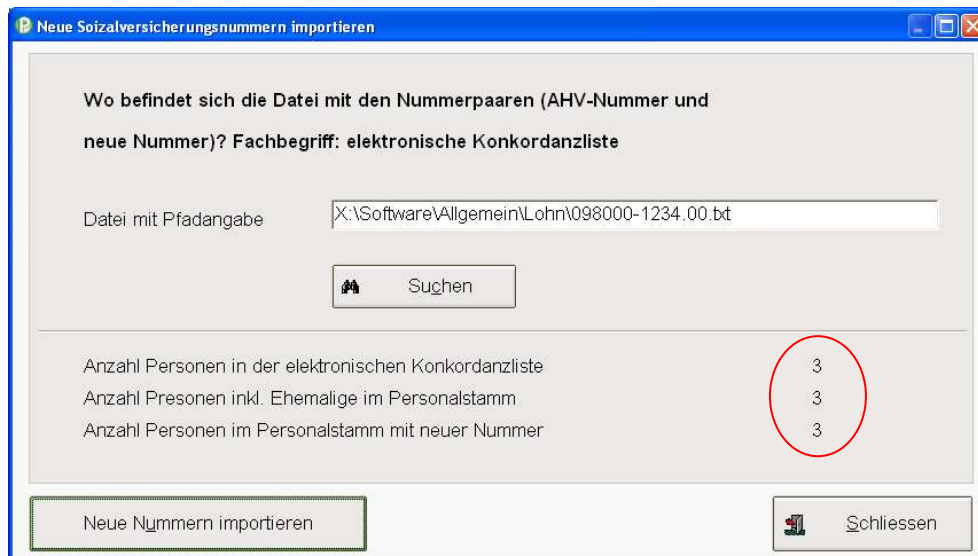 Neue Soizalversicherungsnummern importieren
Wo befindet sich die Datei mit den Nummerpaaren (AHV-Nummer und
neue Nummer)? Fachbegriff: elektronische Konkordanzliste
Datei mit Pfadangabe X:\Software\Allgemein\Lohn\098000-1234.00.txt
Suchen
Anzahl Personen in der elektronischen Konkordanzliste 3
Anzahl Presonen inkl. Ehemalige im Personalstamm 3
Anzahl Personen im Personalstamm mit neuer Nummer 3
Neue Nummern importieren Schliessen